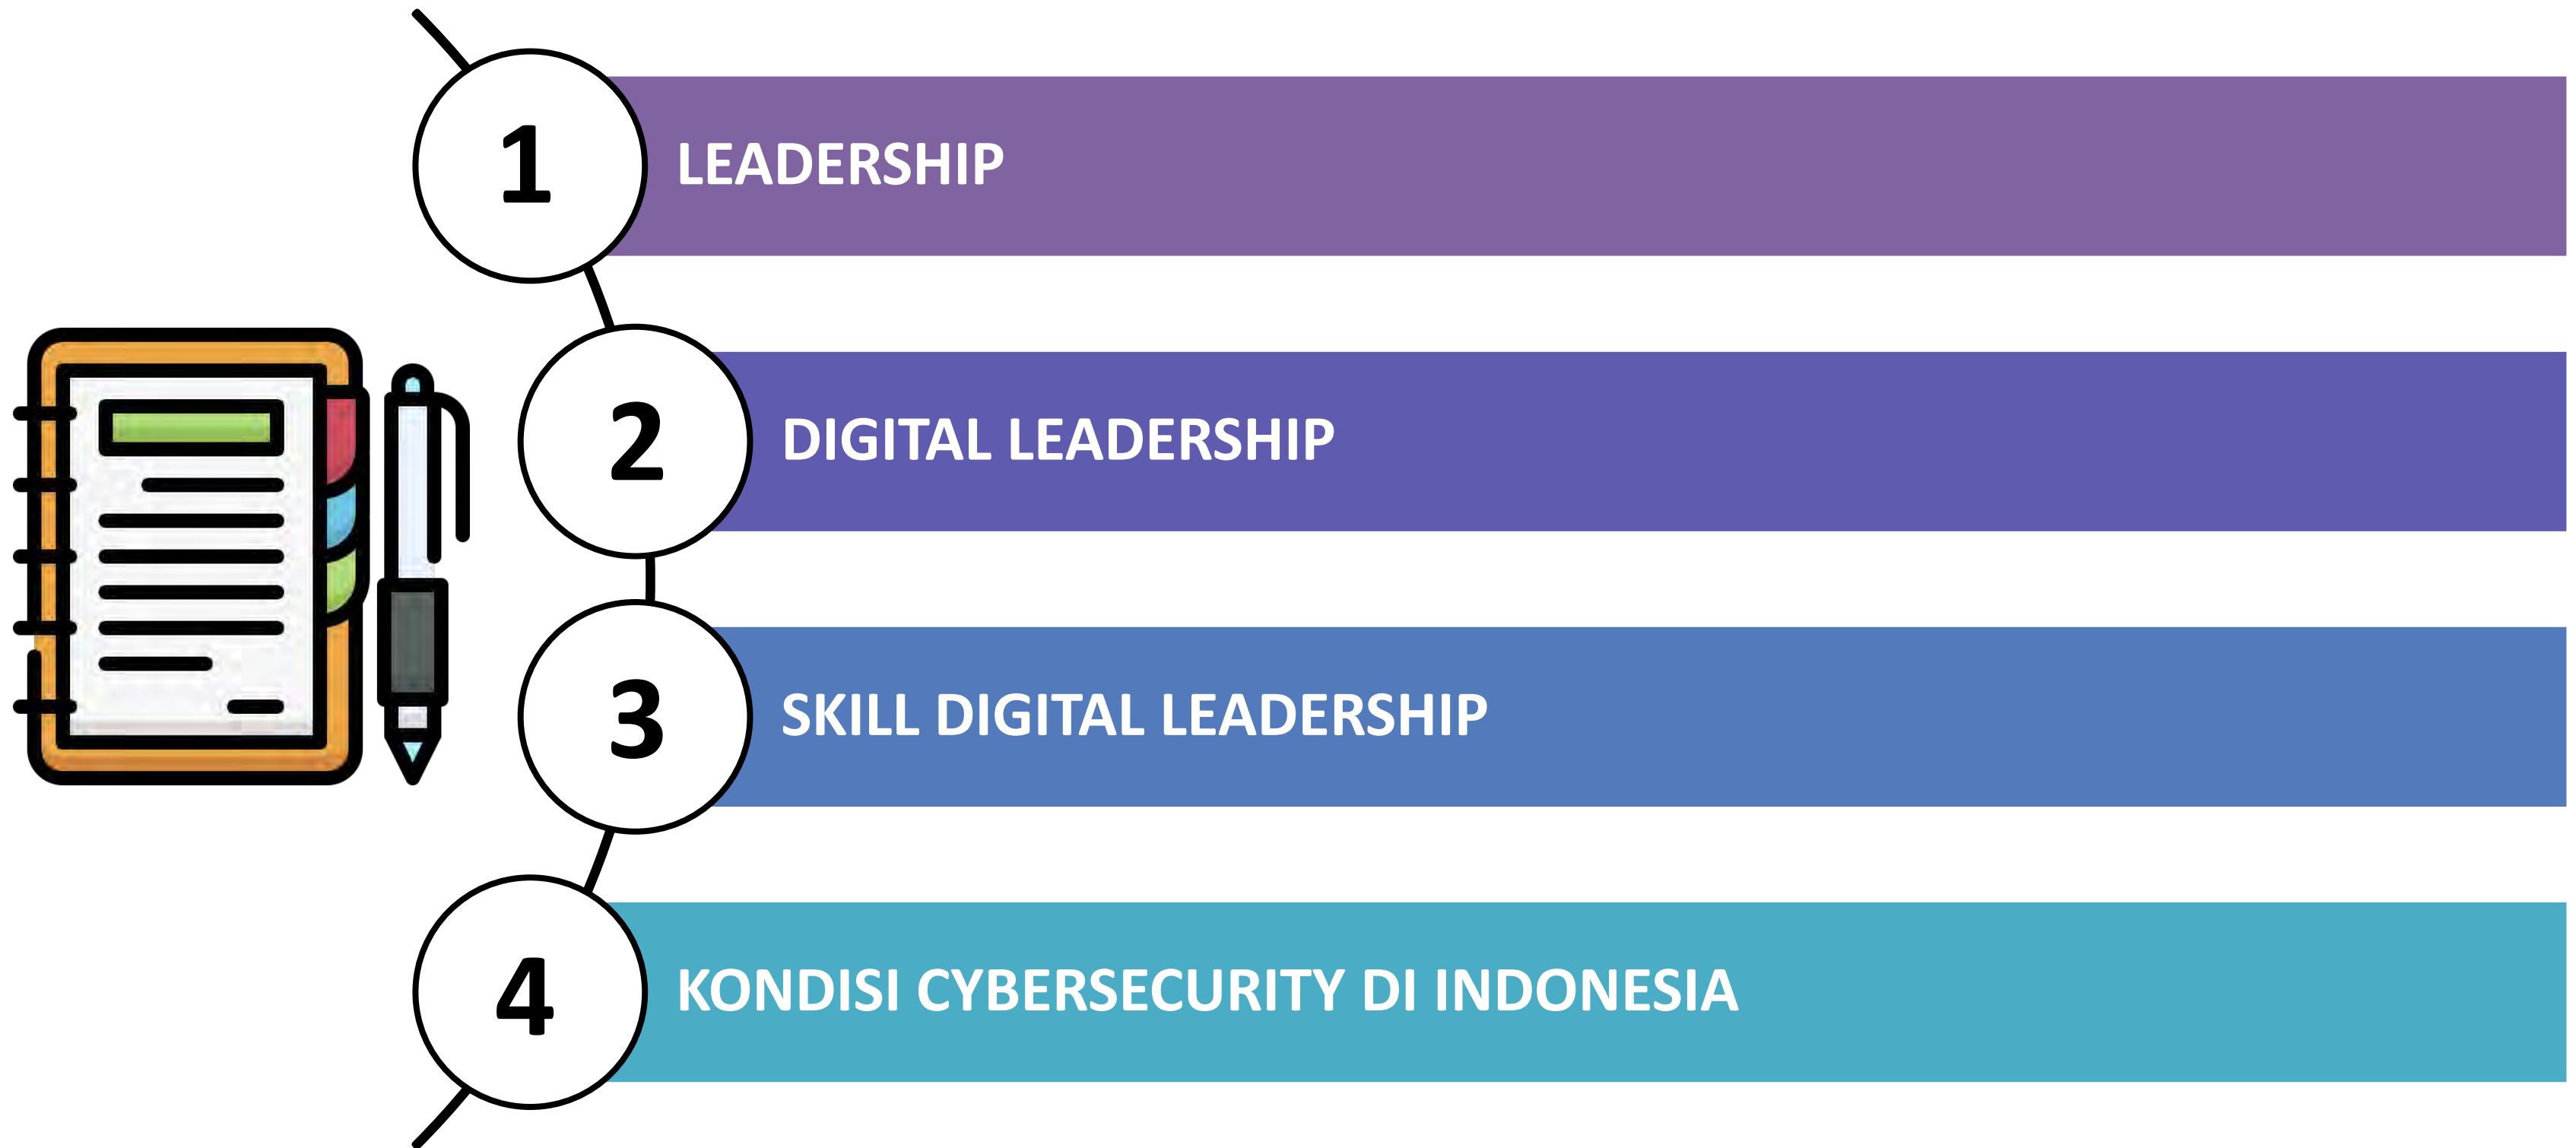 1
LEADERSHIP
2
DIGITAL LEADERSHIP
3
SKILL DIGITAL LEADERSHIP
4
KONDISI CYBERSECURITY DI INDONESIA